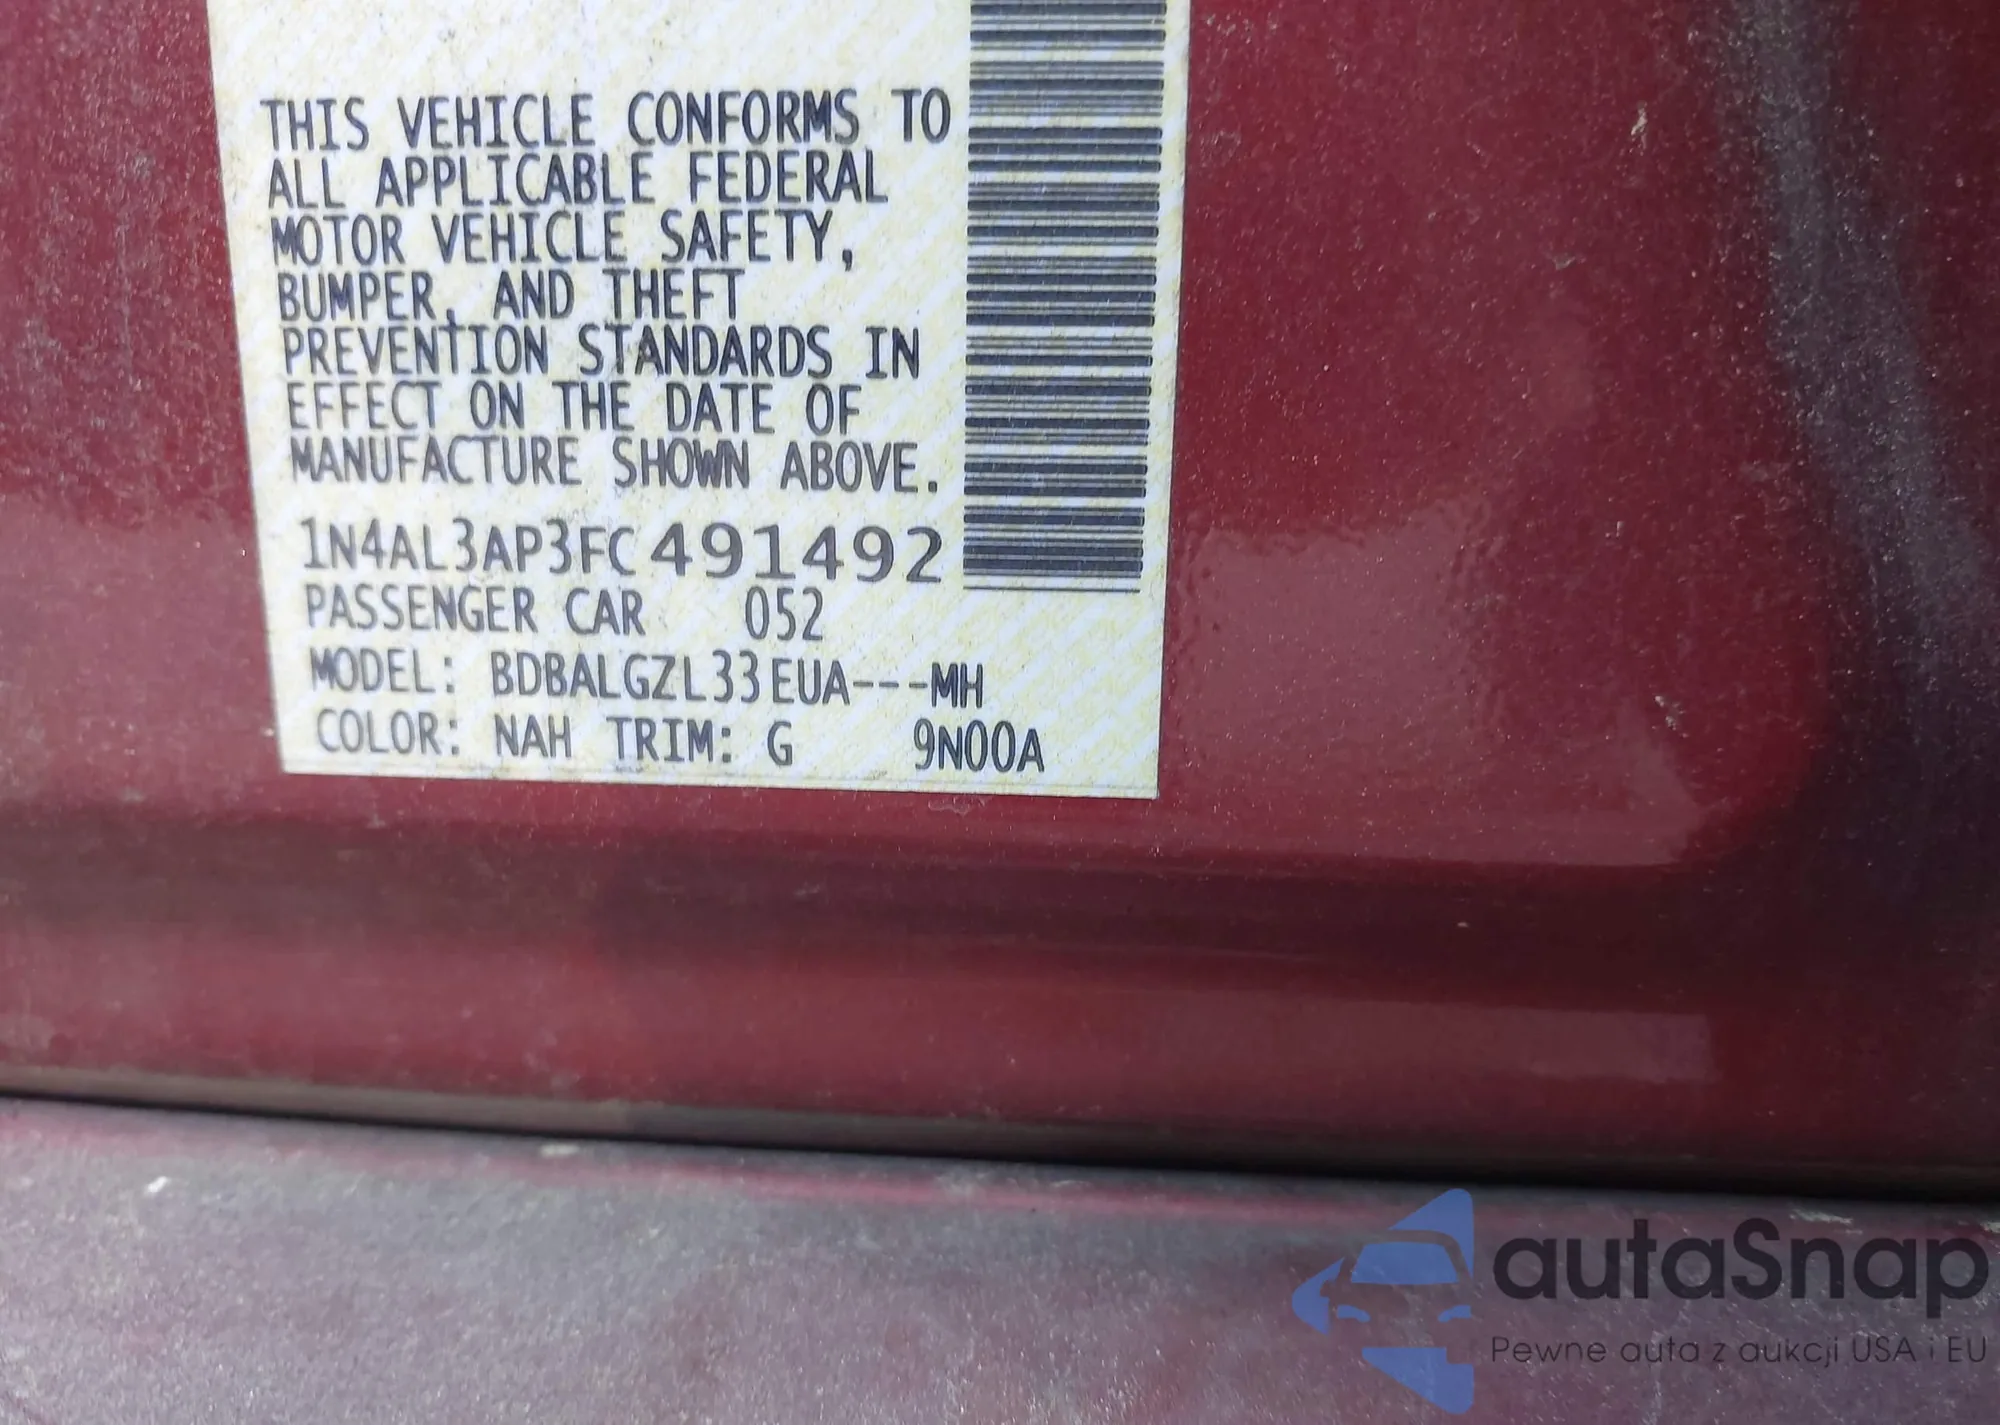 THIS VEHICLE CONFORMS TO
ALL APPLICABLE FEDERAL
MOTOR VEHICLE SAFETY,
BUMPER, AND THEFT
PREVENTION STANDARDS IN
EFFECT ON THE DATE OF
MANUFACTURE SHOWN ABOVE.
1N4AL3AP3FC491492
PASSENGER CAR 052
MODEL: BDBALGZL33EUA---MH
COLOR: NAH TRIM: G 9N00A
autaSnap
Pewne auta z aukcji USA i EU